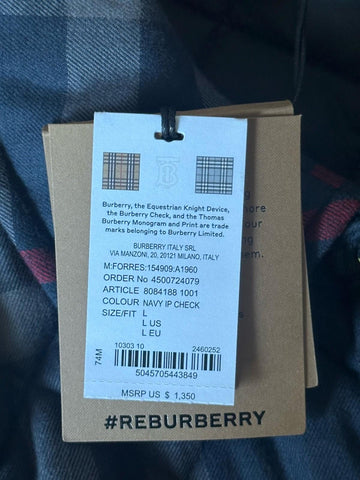 Burberry, the Equestrian Knight Device,
the Burberry Check, and the Thomas
Burberry Monogram and Print are trade
marks belonging to Burberry Limited.
BURBERRY ITALY SRL
VIA MANZONI, 20, 20121 MILANO, ITALY
M:FORRES:154909:A1960
ORDER No 4500724079
ARTICLE 8084188 1001
COLOUR NAVY IP CHECK
SIZE/FIT L
L US
L EU
74M
10303 10 2460252
5045705443849
MSRP US $ 1,350
#REBURBERRY